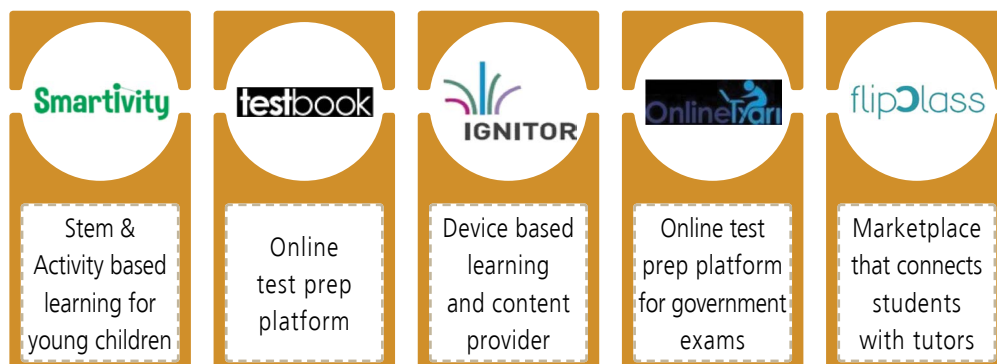 Smartivity
testbook
IGNITOR
OnlineTyari
flipClass
Stem &
Activity based
learning for
young children
Online
test prep
platform
Device based
learning
and content
provider
Online test
prep platform
for government
exams
Marketplace
that connects
students
with tutors